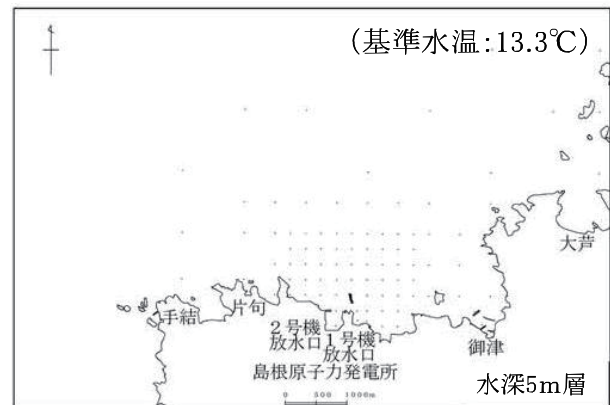 (基準水温:13.3℃)
大芦
手結
片句
2号機
放水口
1号機
放水口
御津
島根原子力発電所
水深5m層
0 500 1000m